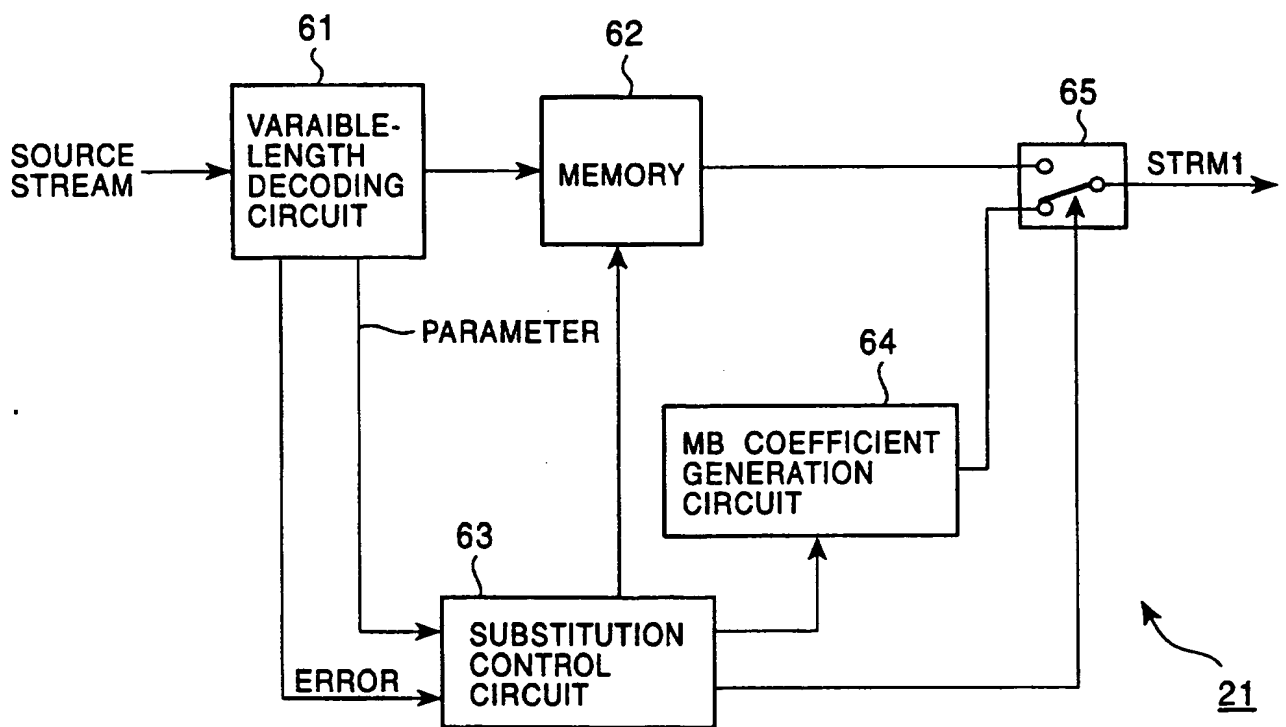 61
62
65
VARAIBLE-
LENGTH
DECODING
CIRCUIT
SOURCE
STREAM
MEMORY
STRM1
PARAMETER
64
MB COEFFICIENT
GENERATION
CIRCUIT
63
SUBSTITUTION
CONTROL
CIRCUIT
ERROR
21